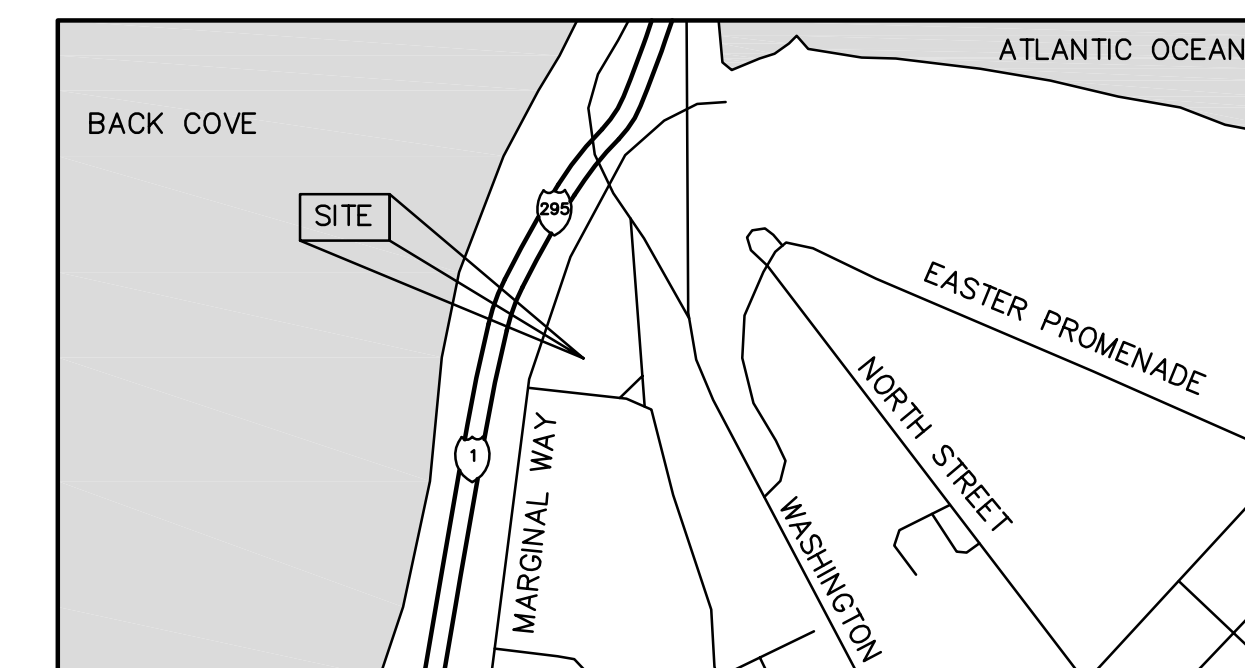 ATLANTIC OCEAN
BACK COVE
SITE
295
EASTER PROMENADE
NORTH STREET
1
MARGINAL WAY
WASHINGTON